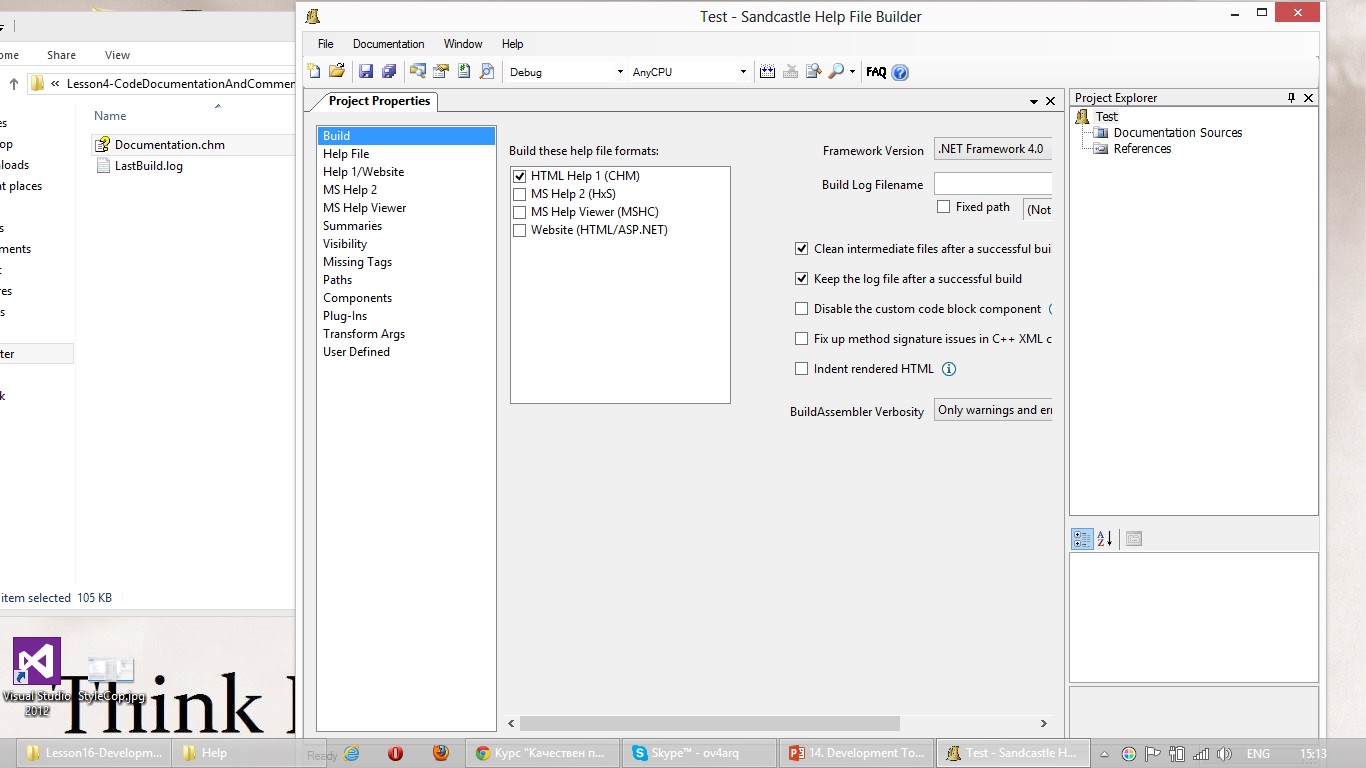 Test - Sandcastle Help File Builder
File Documentation Window Help
Debug AnyCPU FAQ
Project Properties
Build
Help File
Help 1/Website
MS Help 2
MS Help Viewer
Summaries
Visibility
Missing Tags
Paths
Components
Plug-Ins
Transform Args
User Defined
Build these help file formats:
HTML Help 1 (CHM)
MS Help 2 (HxS)
MS Help Viewer (MSHC)
Website (HTML/ASP.NET)
Framework Version .NET Framework 4.0
Build Log Filename
Fixed path (Not
Clean intermediate files after a successful bui
Keep the log file after a successful build
Disable the custom code block component
Fix up method signature issues in C++ XML c
Indent rendered HTML
BuildAssembler Verbosity Only warnings and err
Project Explorer
Test
Documentation Sources
References
ome Share View
« Lesson4-CodeDocumentationAndCommen
Name
Documentation.chm
LastBuild.log
es
op
loads
t places
s
ments
:
res
s
ter
k
item selected 105 KB
Visual Studio 2012
StyleCop.jpg
Think
Ready
Lesson16-Developm...
Help
Курс "Качествен п...
Skype™ - ov4arq
14. Development To...
Test - Sandcastle H...
ENG
15:13